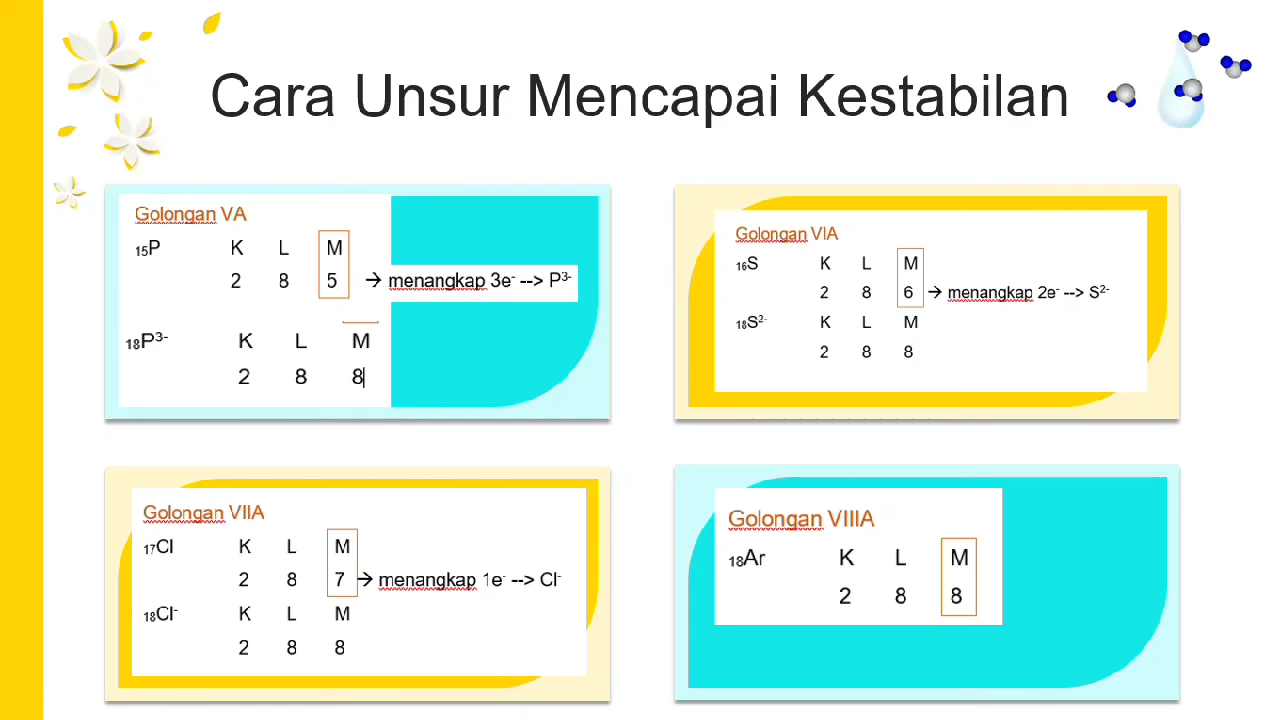 Cara Unsur Mencapai Kestabilan
Golongan VA
₁₅P K L M
2 8 5 → menangkap 3e⁻ --> P³⁻
₁₈P³⁻ K L M
2 8 8
Golongan VIA
₁₆S K L M
2 8 6 → menangkap 2e⁻ --> S²⁻
₁₈S²⁻ K L M
2 8 8
Golongan VIIA
₁₇Cl K L M
2 8 7 → menangkap 1e⁻ --> Cl⁻
₁₈Cl⁻ K L M
2 8 8
Golongan VIIIA
₁₈Ar K L M
2 8 8